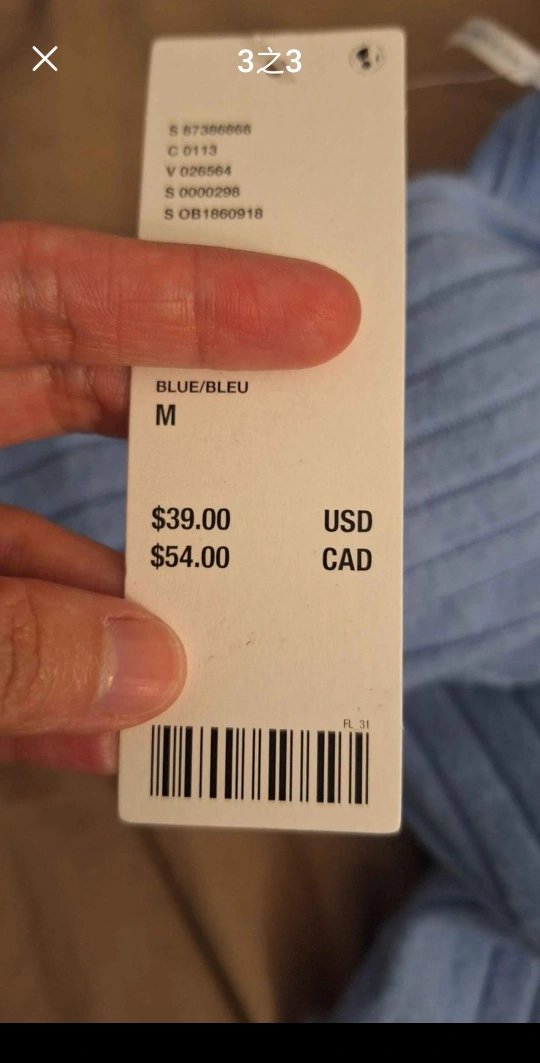 3之3
S 87386868
C 0113
V 026564
S 0000298
S OB1860918
BLUE/BLEU
M
$39.00 USD
$54.00 CAD
FL 31